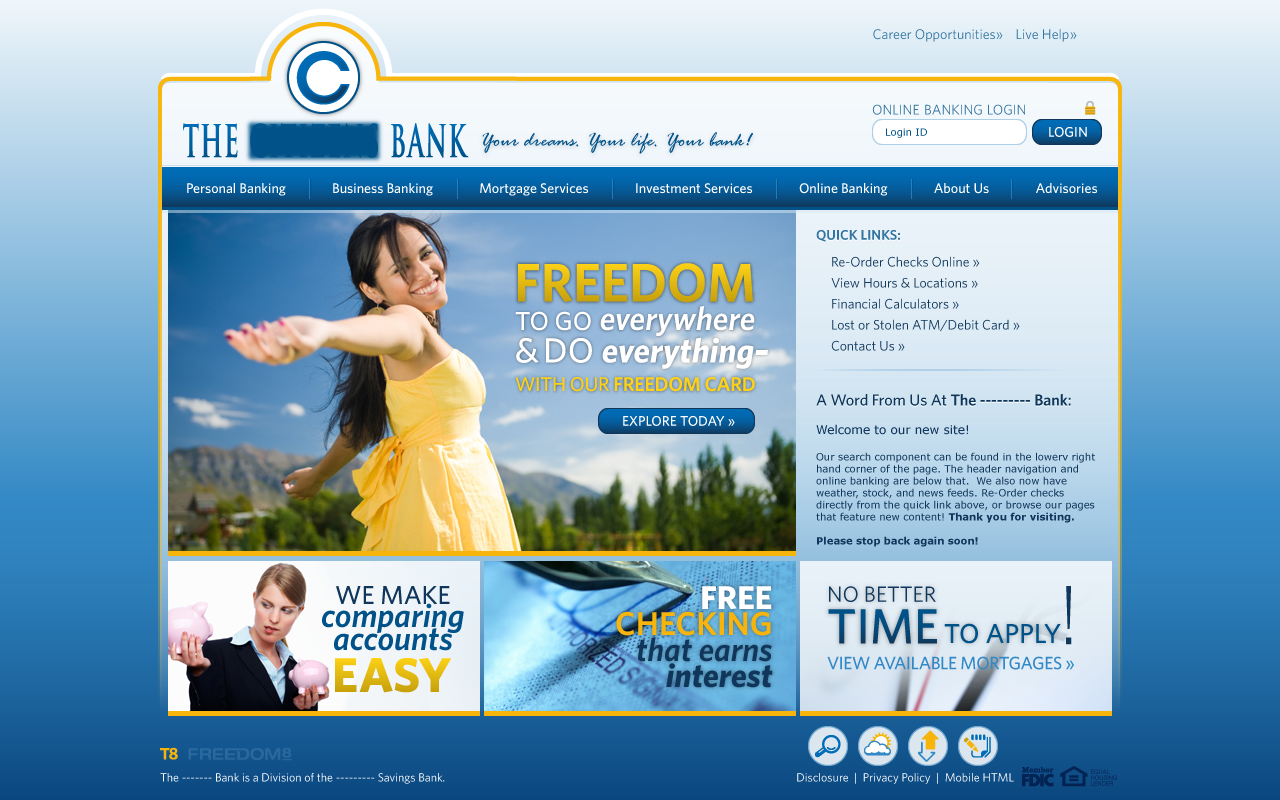 Career Opportunities» Live Help»
C
ONLINE BANKING LOGIN
Login ID
LOGIN
THE BANK Your dreams. Your life. Your bank!
Personal Banking Business Banking Mortgage Services Investment Services Online Banking About Us Advisories
FREEDOM
TO GO everywhere
& DO everything-
WITH OUR FREEDOM CARD
EXPLORE TODAY »
QUICK LINKS:
Re-Order Checks Online »
View Hours & Locations »
Financial Calculators »
Lost or Stolen ATM/Debit Card »
Contact Us »
A Word From Us At The --------- Bank:
Welcome to our new site!
Our search component can be found in the lowerv right
hand corner of the page. The header navigation and
online banking are below that. We also now have
weather, stock, and news feeds. Re-Order checks
directly from the quick link above, or browse our pages
that feature new content! Thank you for visiting.
Please stop back again soon!
WE MAKE
comparing
accounts
EASY
FREE
CHECKING
that earns
interest
NO BETTER
TIME TO APPLY!
VIEW AVAILABLE MORTGAGES »
T8 FREEDOM8
The ------- Bank is a Division of the --------- Savings Bank.
Disclosure | Privacy Policy | Mobile HTML
Member
FDIC
EQUAL
HOUSING
LENDER